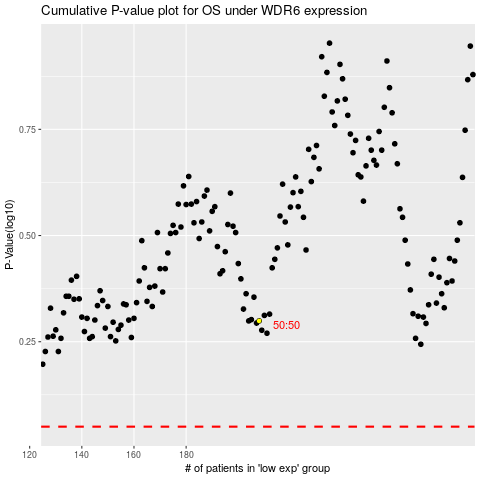 Cumulative P-value plot for OS under WDR6 expression
P-Value(log10)
0.75
0.50
0.25
50:50
120 140 160 180
# of patients in 'low exp' group